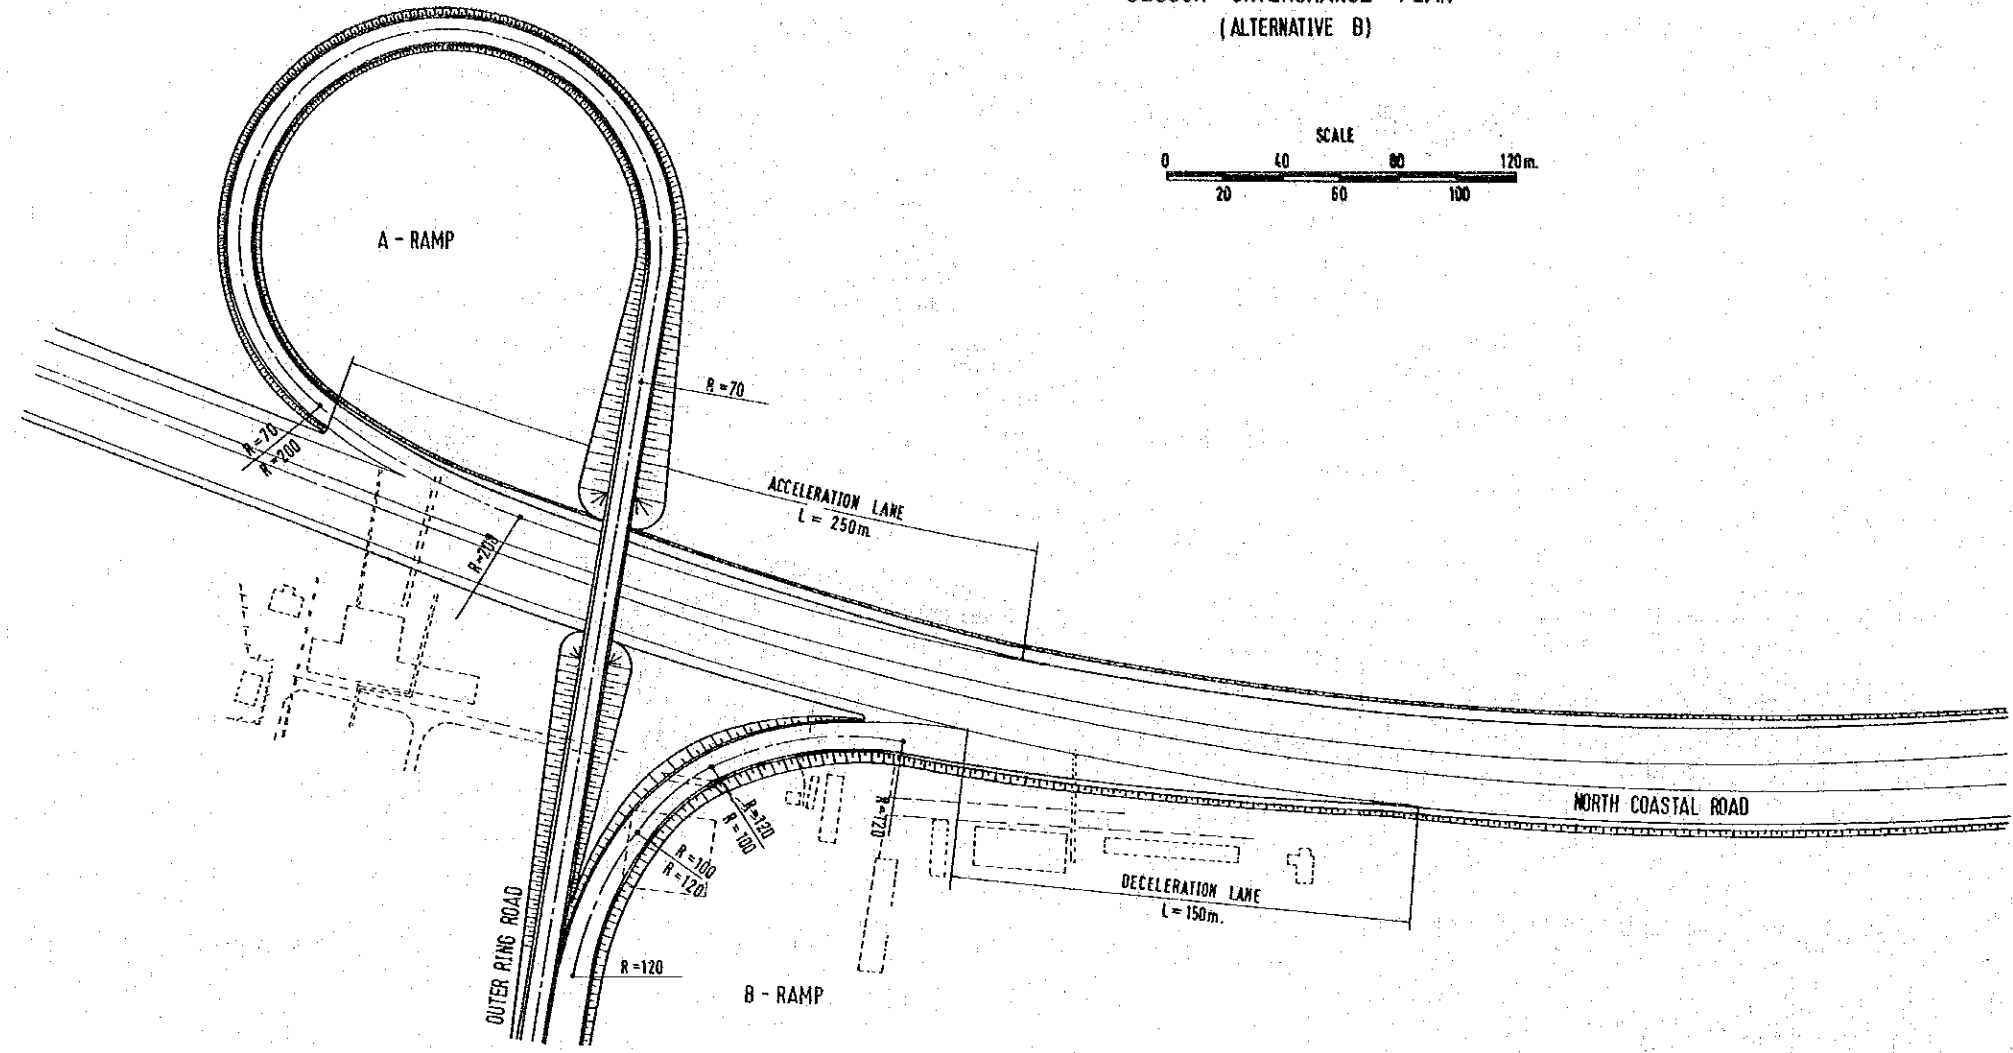 (ALTERNATIVE B)
SCALE
0 40 80 120m.
20 60 100
A - RAMP
R = 70
R = 70
R = 200
ACCELERATION LANE
L = 250m
R = 200
NORTH COASTAL ROAD
R = 120
R = 100
R = 120
R = 100
R = 120
DECELERATION LANE
L = 150m.
OUTER RING ROAD
R = 120
B - RAMP